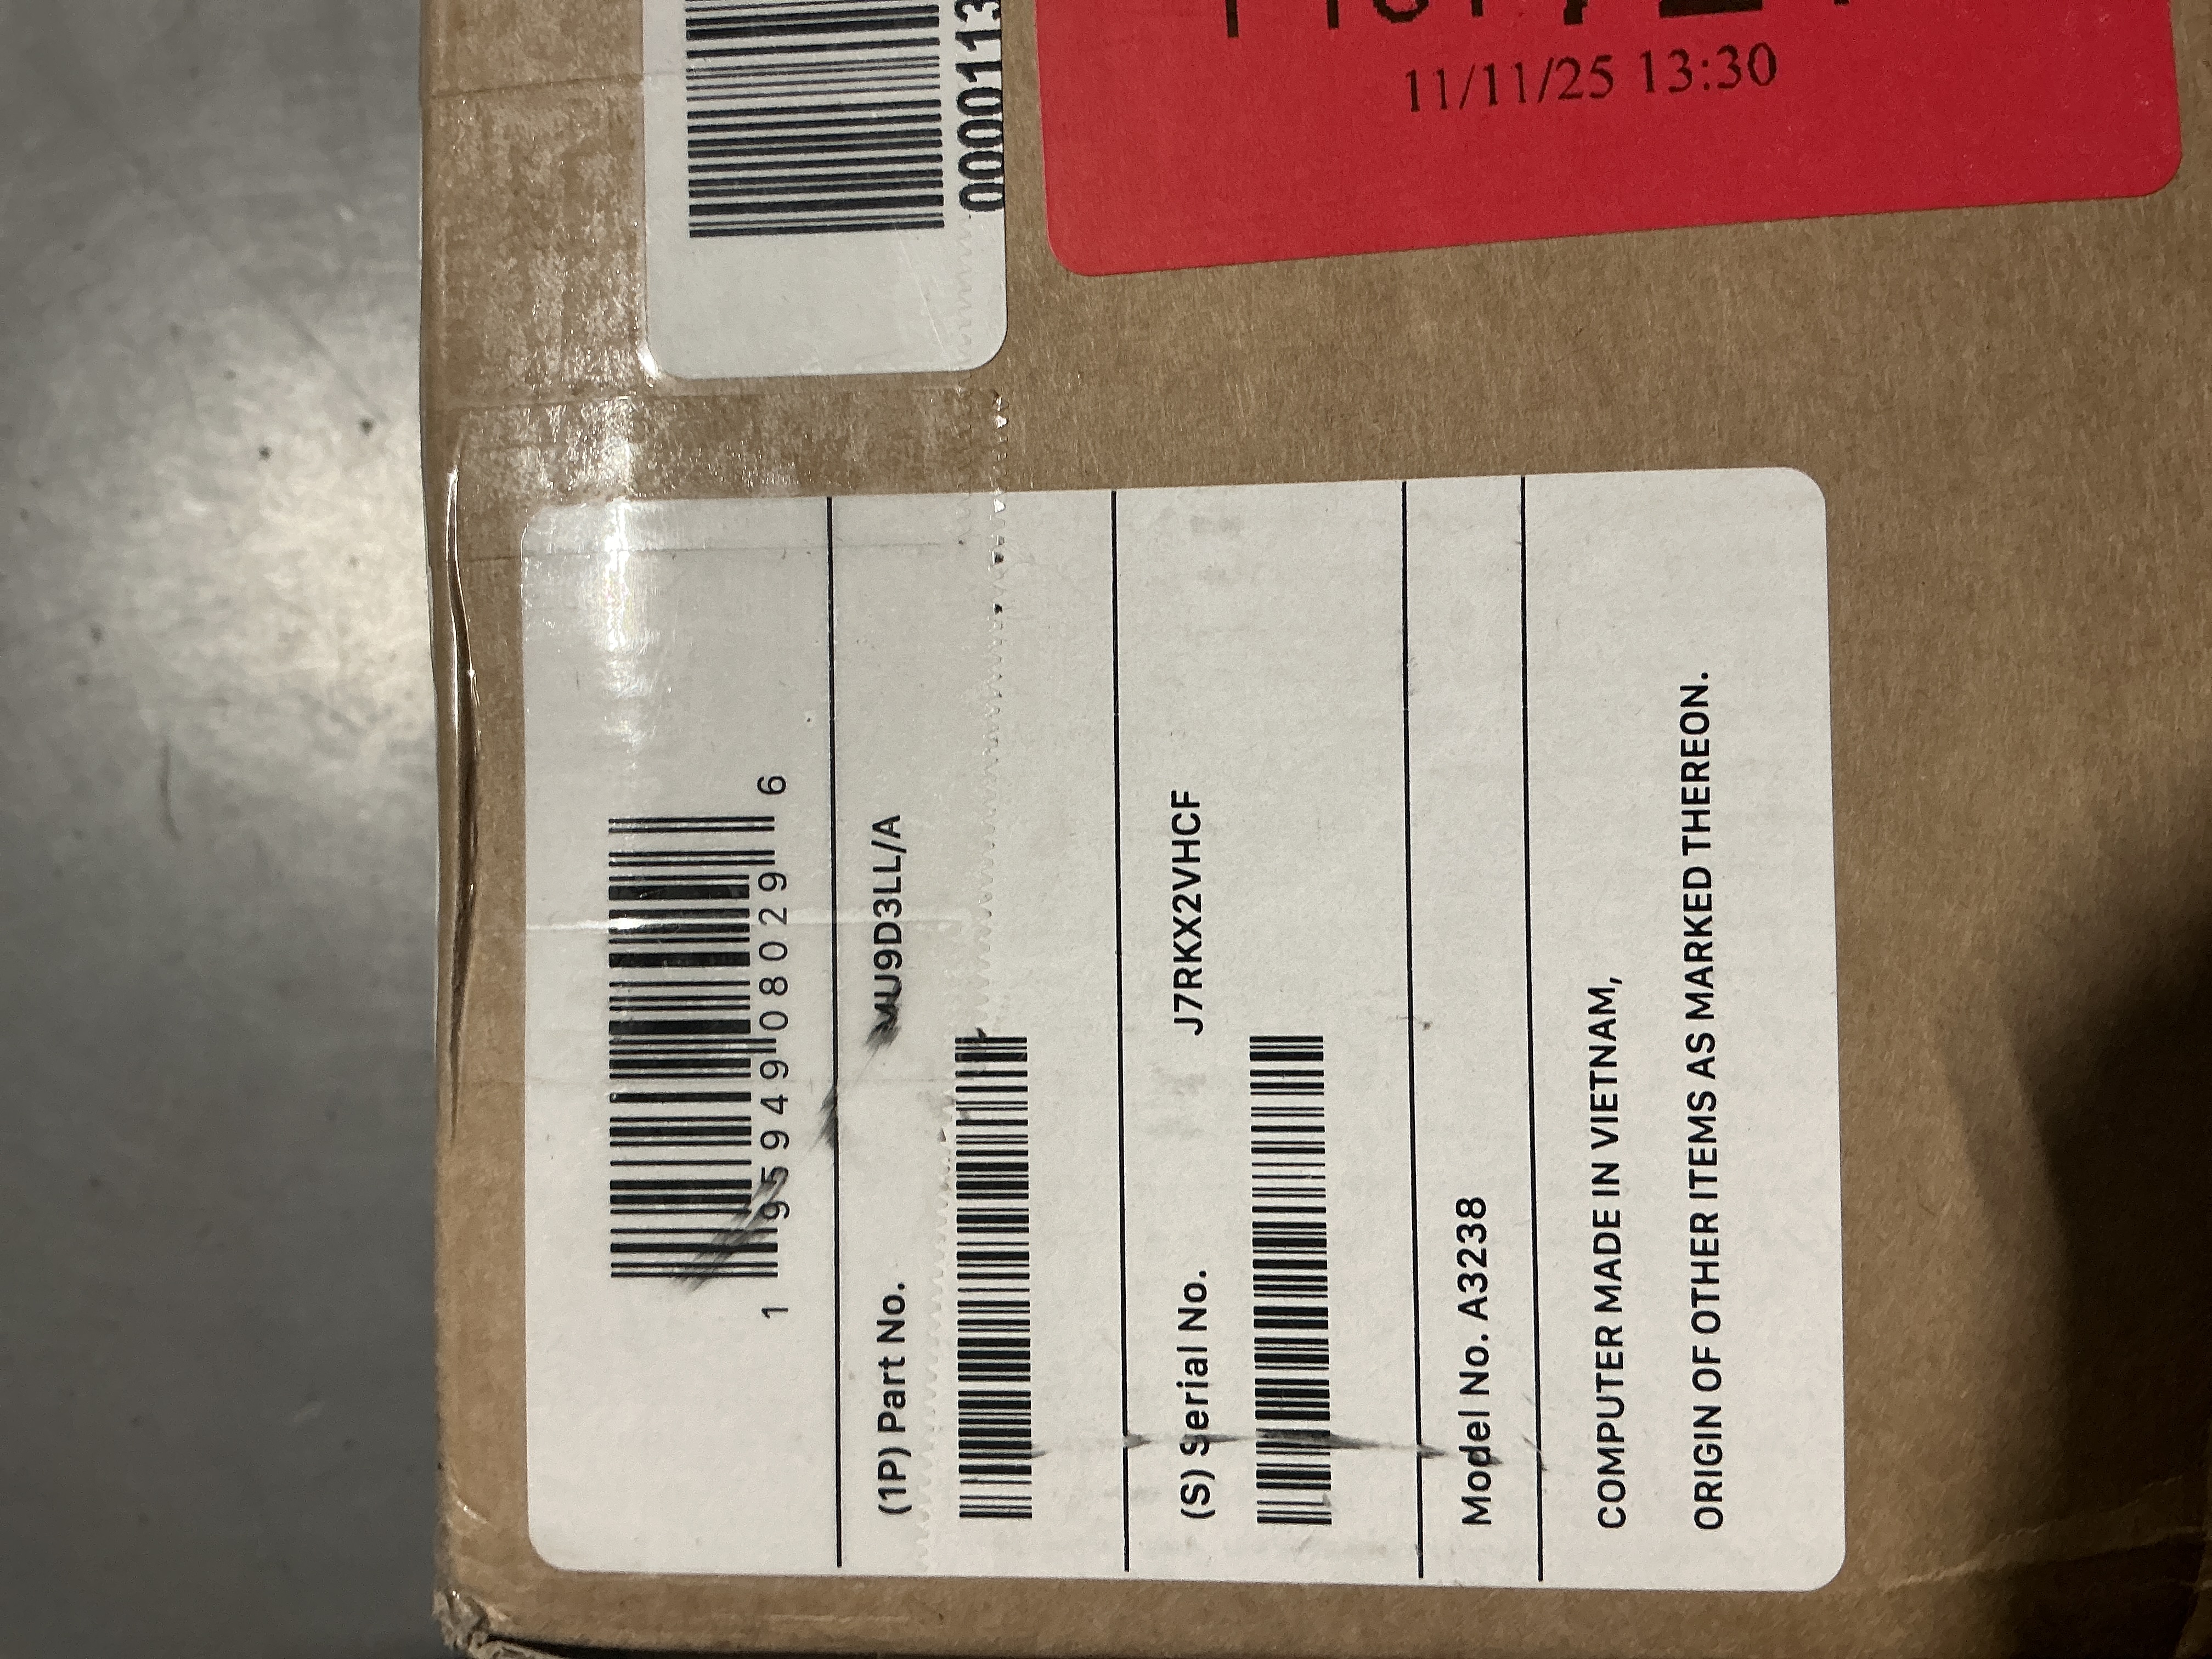 0000113
11/11/25 13:30
1 95949 08029 6
(1P) Part No. MU9D3LL/A
(S) Serial No. J7RKX2VHCF
Model No. A3238
COMPUTER MADE IN VIETNAM,
ORIGIN OF OTHER ITEMS AS MARKED THEREON.